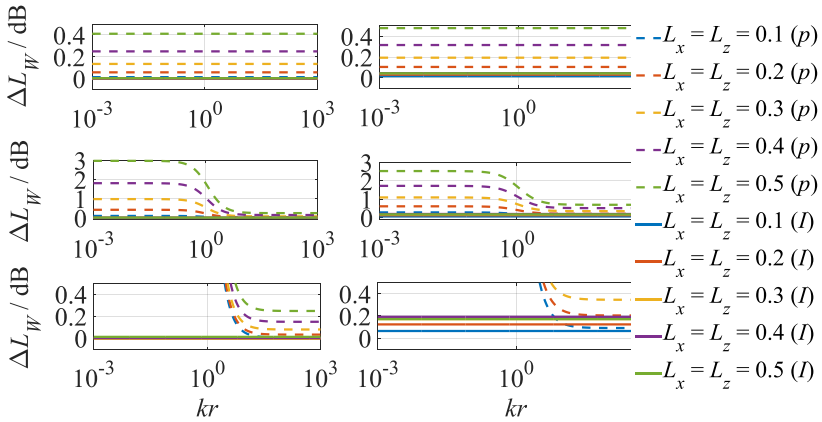 ΔL_W / dB
0.4
0.2
0
10^-3
10^0
10^3
0.4
0.2
0
10^-3
10^0
ΔL_W / dB
3
2
1
0
10^-3
10^0
10^3
3
2
1
0
10^-3
10^0
ΔL_W / dB
0.4
0.2
0
10^-3
10^0
10^3
kr
0.4
0.2
0
10^-3
10^0
kr
L_x = L_z = 0.1 (p)
L_x = L_z = 0.2 (p)
L_x = L_z = 0.3 (p)
L_x = L_z = 0.4 (p)
L_x = L_z = 0.5 (p)
L_x = L_z = 0.1 (I)
L_x = L_z = 0.2 (I)
L_x = L_z = 0.3 (I)
L_x = L_z = 0.4 (I)
L_x = L_z = 0.5 (I)